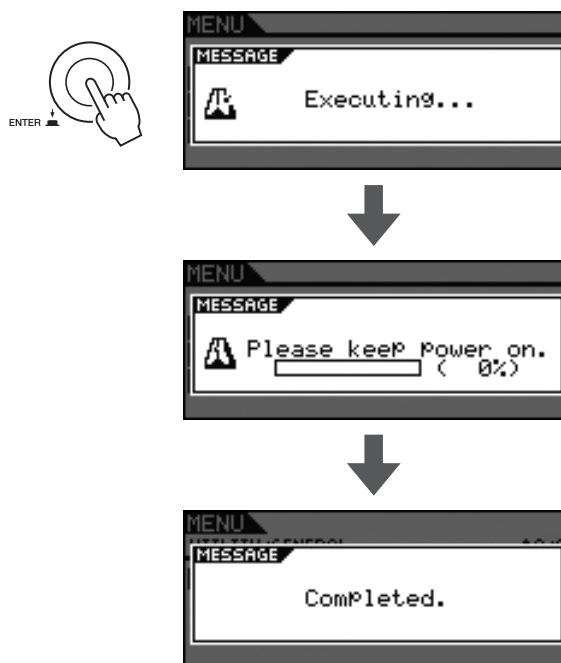 MENU
MESSAGE
Executing...
ENTER
MENU
MESSAGE
Please keep power on.
( 0%)
MENU
MESSAGE
Completed.